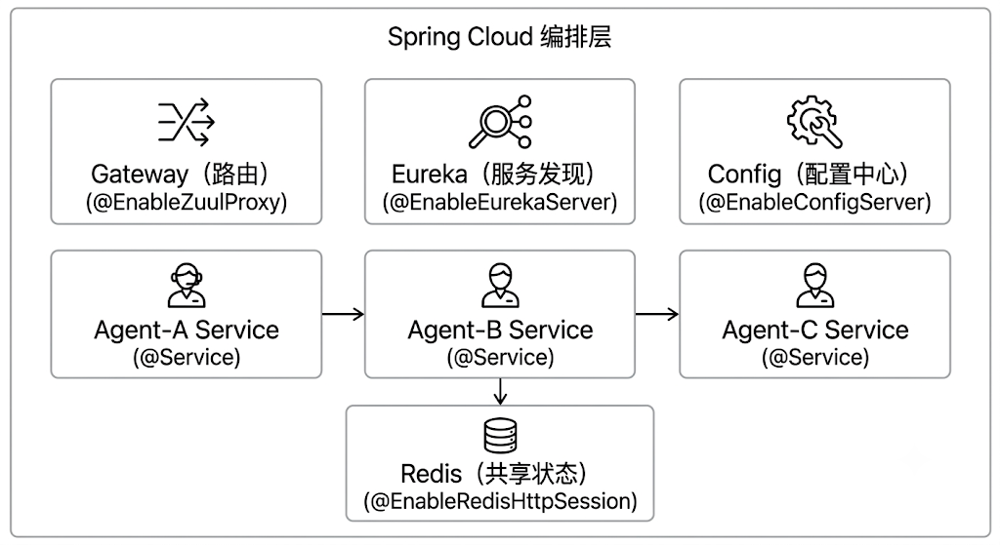 Spring Cloud 编排层
Gateway（路由）
(@EnableZuulProxy)
Eureka（服务发现）
(@EnableEurekaServer)
Config（配置中心）
(@EnableConfigServer)
Agent-A Service
(@Service)
Agent-B Service
(@Service)
Agent-C Service
(@Service)
Redis（共享状态）
(@EnableRedisHttpSession)